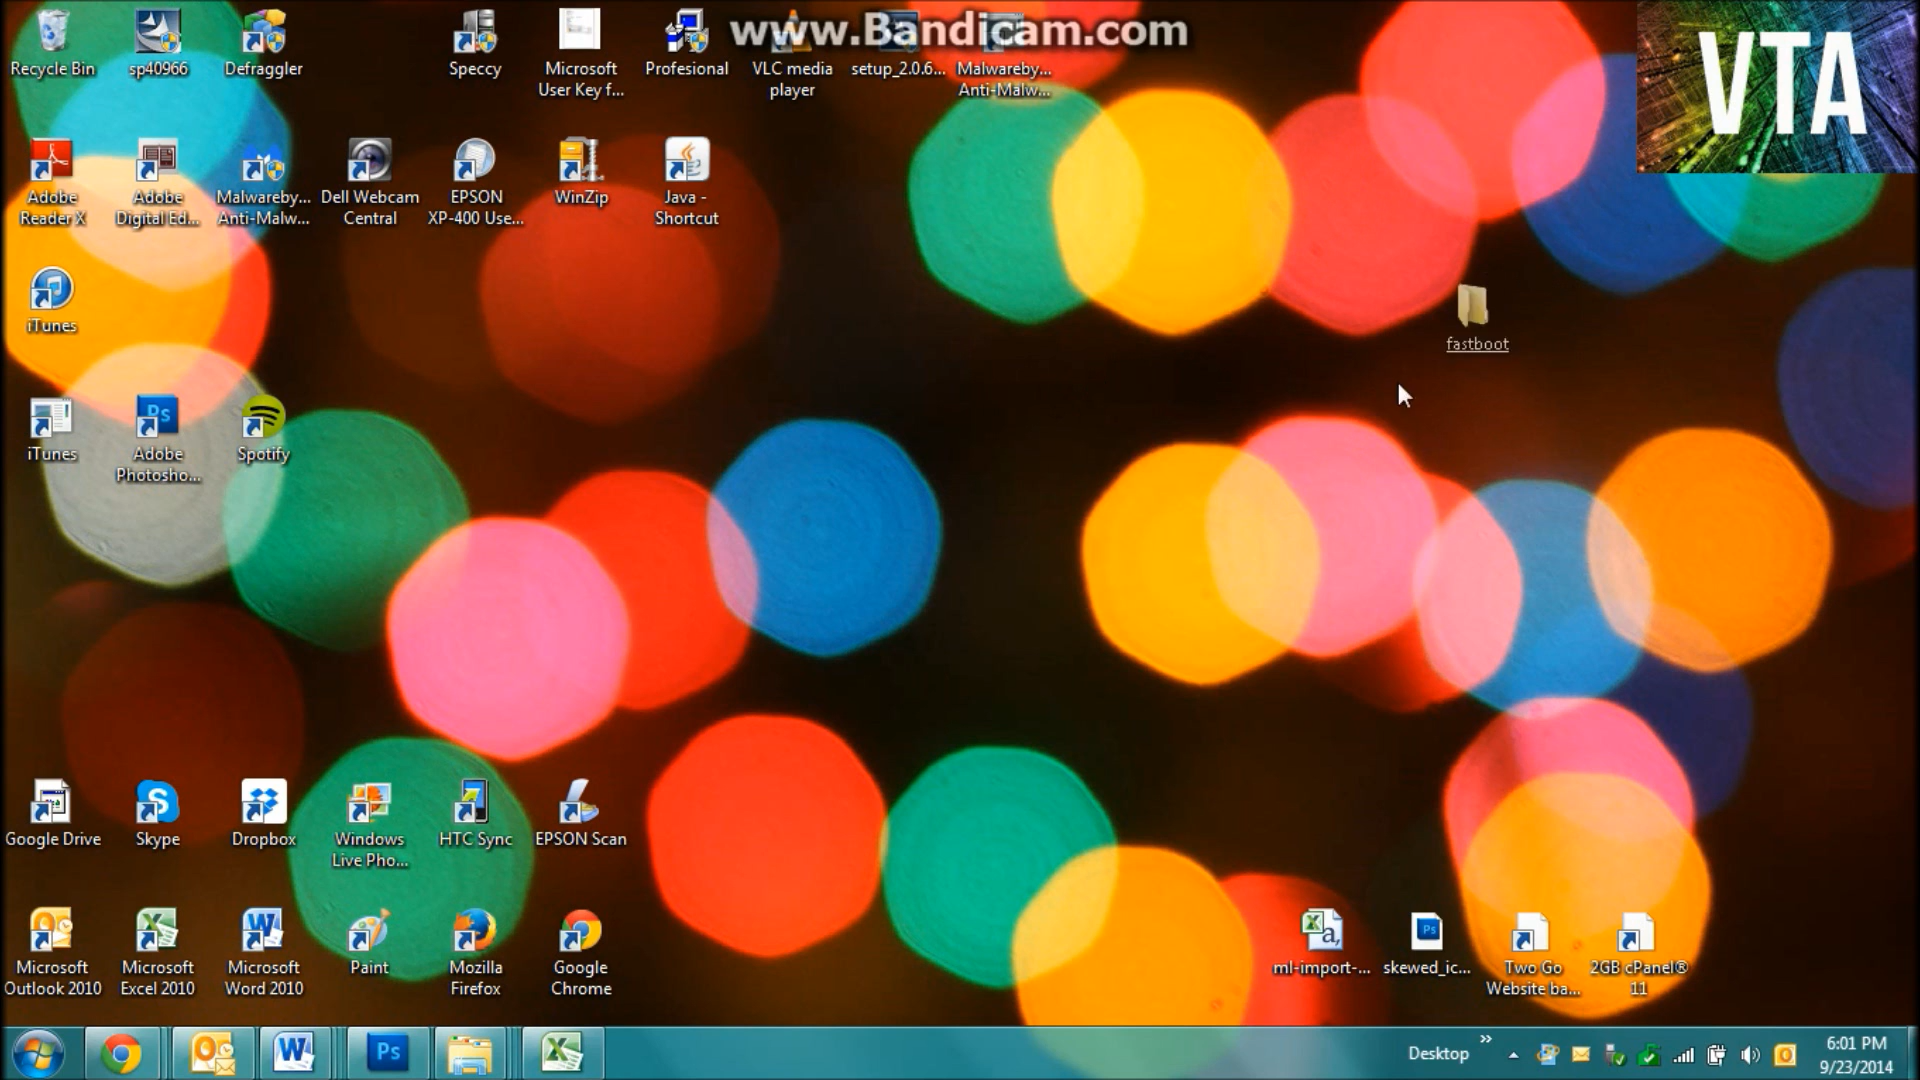 www.Bandicam.com
VTA
Recycle Bin
sp40966
Defraggler
Speccy
Microsoft
User Key f...
Profesional
VLC media
player
setup_2.0.6...
Malwareby...
Anti-Malw...
Adobe
Reader X
Adobe
Digital Ed...
Malwareby...
Anti-Malw...
Dell Webcam
Central
EPSON
XP-400 Use...
WinZip
Java -
Shortcut
iTunes
fastboot
iTunes
Ps
Adobe
Photosho...
Spotify
Google Drive
Skype
Dropbox
Windows
Live Pho...
HTC Sync
EPSON Scan
Microsoft
Outlook 2010
Microsoft
Excel 2010
Microsoft
Word 2010
Paint
Mozilla
Firefox
Google
Chrome
a,
ml-import-...
Ps
skewed_ic...
Two Go
Website ba...
2GB cPanel®
11
Ps
Desktop
6:01 PM
9/23/2014